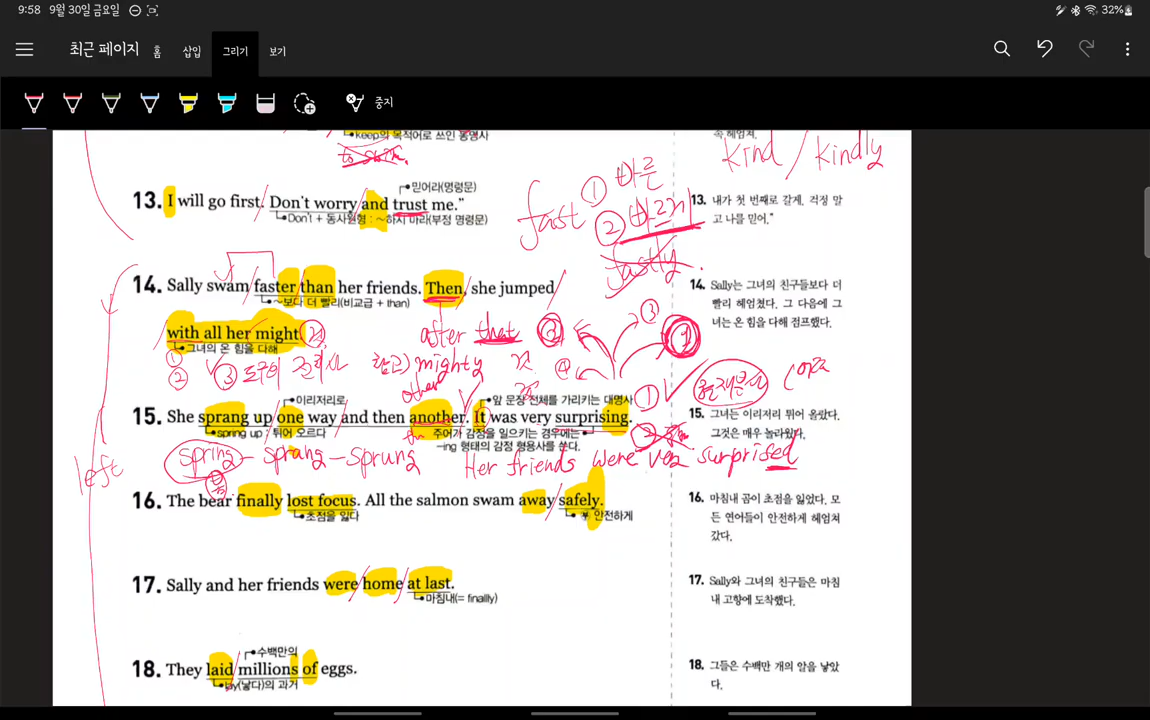 9:58 9월 30일 금요일
32%
최근 페이지 홈 삽입 그리기 보기
중지
keep의 목적어로 쓰인 동명사
속 헤엄쳐.
kind / kindly
믿어라(명령문)
13. I will go first. Don't worry and trust me."
Don't + 동사원형 : ~하지 마라(부정 명령문)
fast ① 빠른
② 빠르게
fastly
13. 내가 첫 번째로 갈게. 걱정 말
고 나를 믿어."
14. Sally swam faster than her friends. Then, she jumped
~보다 더 빨리(비교급 + than)
with all her might.
그녀의 온 힘을 다해
after that
① ② ③ 도구의 전치사
mighty
other
14. Sally는 그녀의 친구들보다 더
빨리 헤엄쳤다. 그 다음에 그
녀는 온 힘을 다해 점프했다.
이리저리로
앞 문장 전체를 가리키는 대명사
15. She sprang up one way and then another. It was very surprising.
spring up : 튀어 오르다
주어가 감정을 일으키는 경우에는
-ing 형태의 감정 형용사를 쓴다.
spring - sprang - sprung
봄
Her friends were very surprised
15. 그녀는 이리저리 튀어 올랐다.
그것은 매우 놀라웠다.
left
16. The bear finally lost focus. All the salmon swam away safely.
초점을 잃다
안전하게
16. 마침내 곰이 초점을 잃었다. 모
든 연어들이 안전하게 헤엄쳐
갔다.
17. Sally and her friends were home at last.
마침내(= finallly)
17. Sally와 그녀의 친구들은 마침
내 고향에 도착했다.
수백만의
18. They laid millions of eggs.
lay(낳다)의 과거
18. 그들은 수백만 개의 알을 낳았
다.